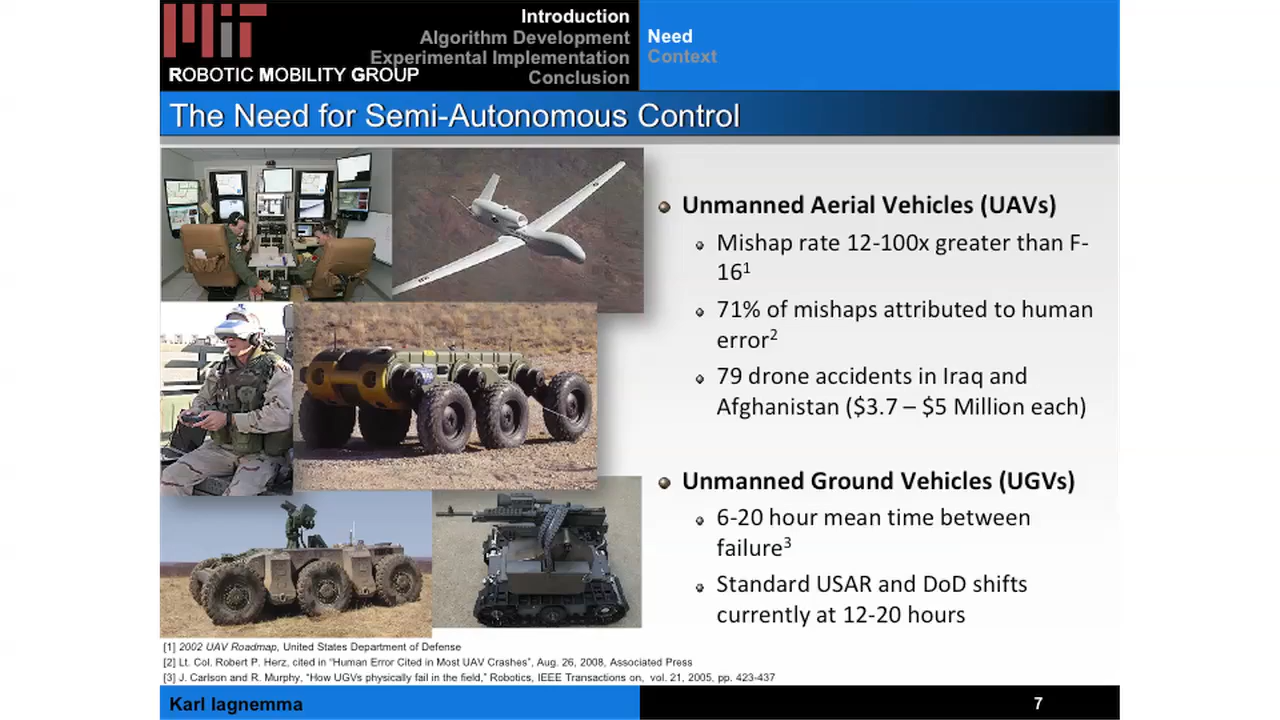 MIT
ROBOTIC MOBILITY GROUP
Introduction
Algorithm Development
Experimental Implementation
Conclusion
Need
Context
The Need for Semi-Autonomous Control
Unmanned Aerial Vehicles (UAVs)
Mishap rate 12-100x greater than F-
16¹
71% of mishaps attributed to human
error²
79 drone accidents in Iraq and
Afghanistan ($3.7 – $5 Million each)
Unmanned Ground Vehicles (UGVs)
6-20 hour mean time between
failure³
Standard USAR and DoD shifts
currently at 12-20 hours
[1] 2002 UAV Roadmap, United States Department of Defense
[2] Lt. Col. Robert P. Herz, cited in “Human Error Cited in Most UAV Crashes”, Aug. 26, 2008, Associated Press
[3] J. Carlson and R. Murphy, “How UGVs physically fail in the field,” Robotics, IEEE Transactions on, vol. 21, 2005, pp. 423-437
Karl Iagnemma
7